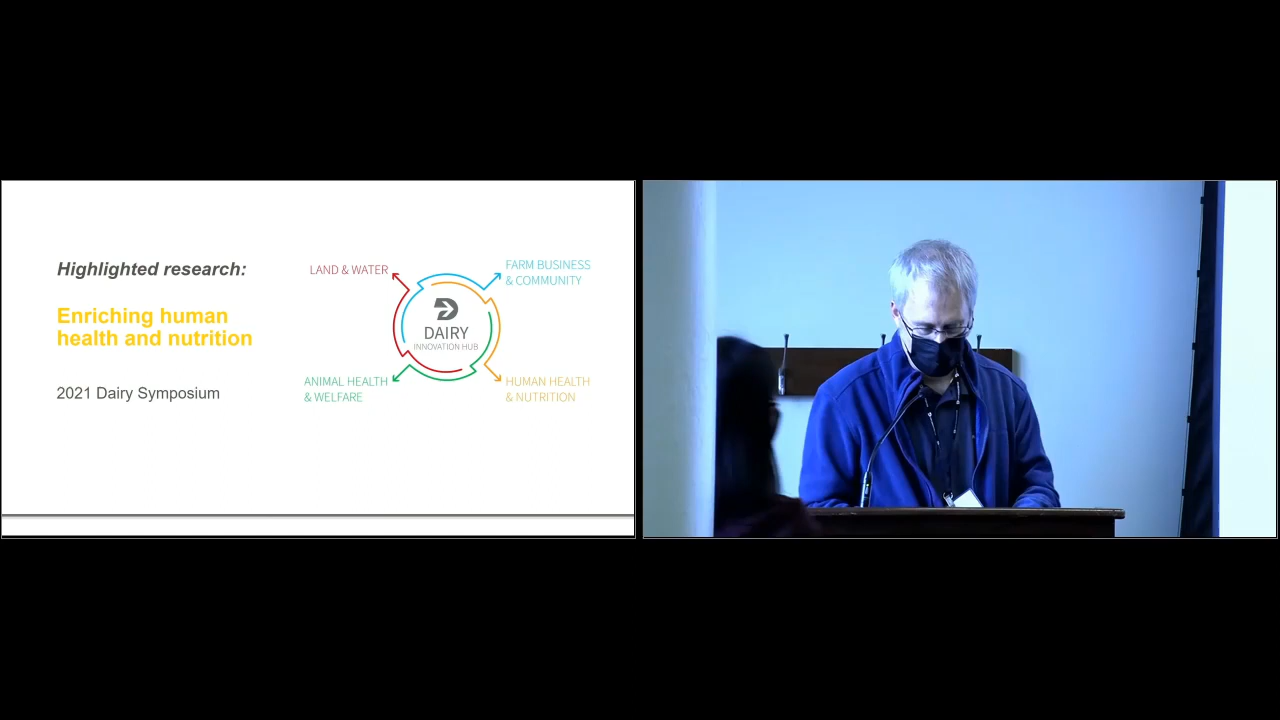 Highlighted research:
Enriching human
health and nutrition
2021 Dairy Symposium
LAND & WATER
FARM BUSINESS
& COMMUNITY
DAIRY
INNOVATION HUB
ANIMAL HEALTH
& WELFARE
HUMAN HEALTH
& NUTRITION